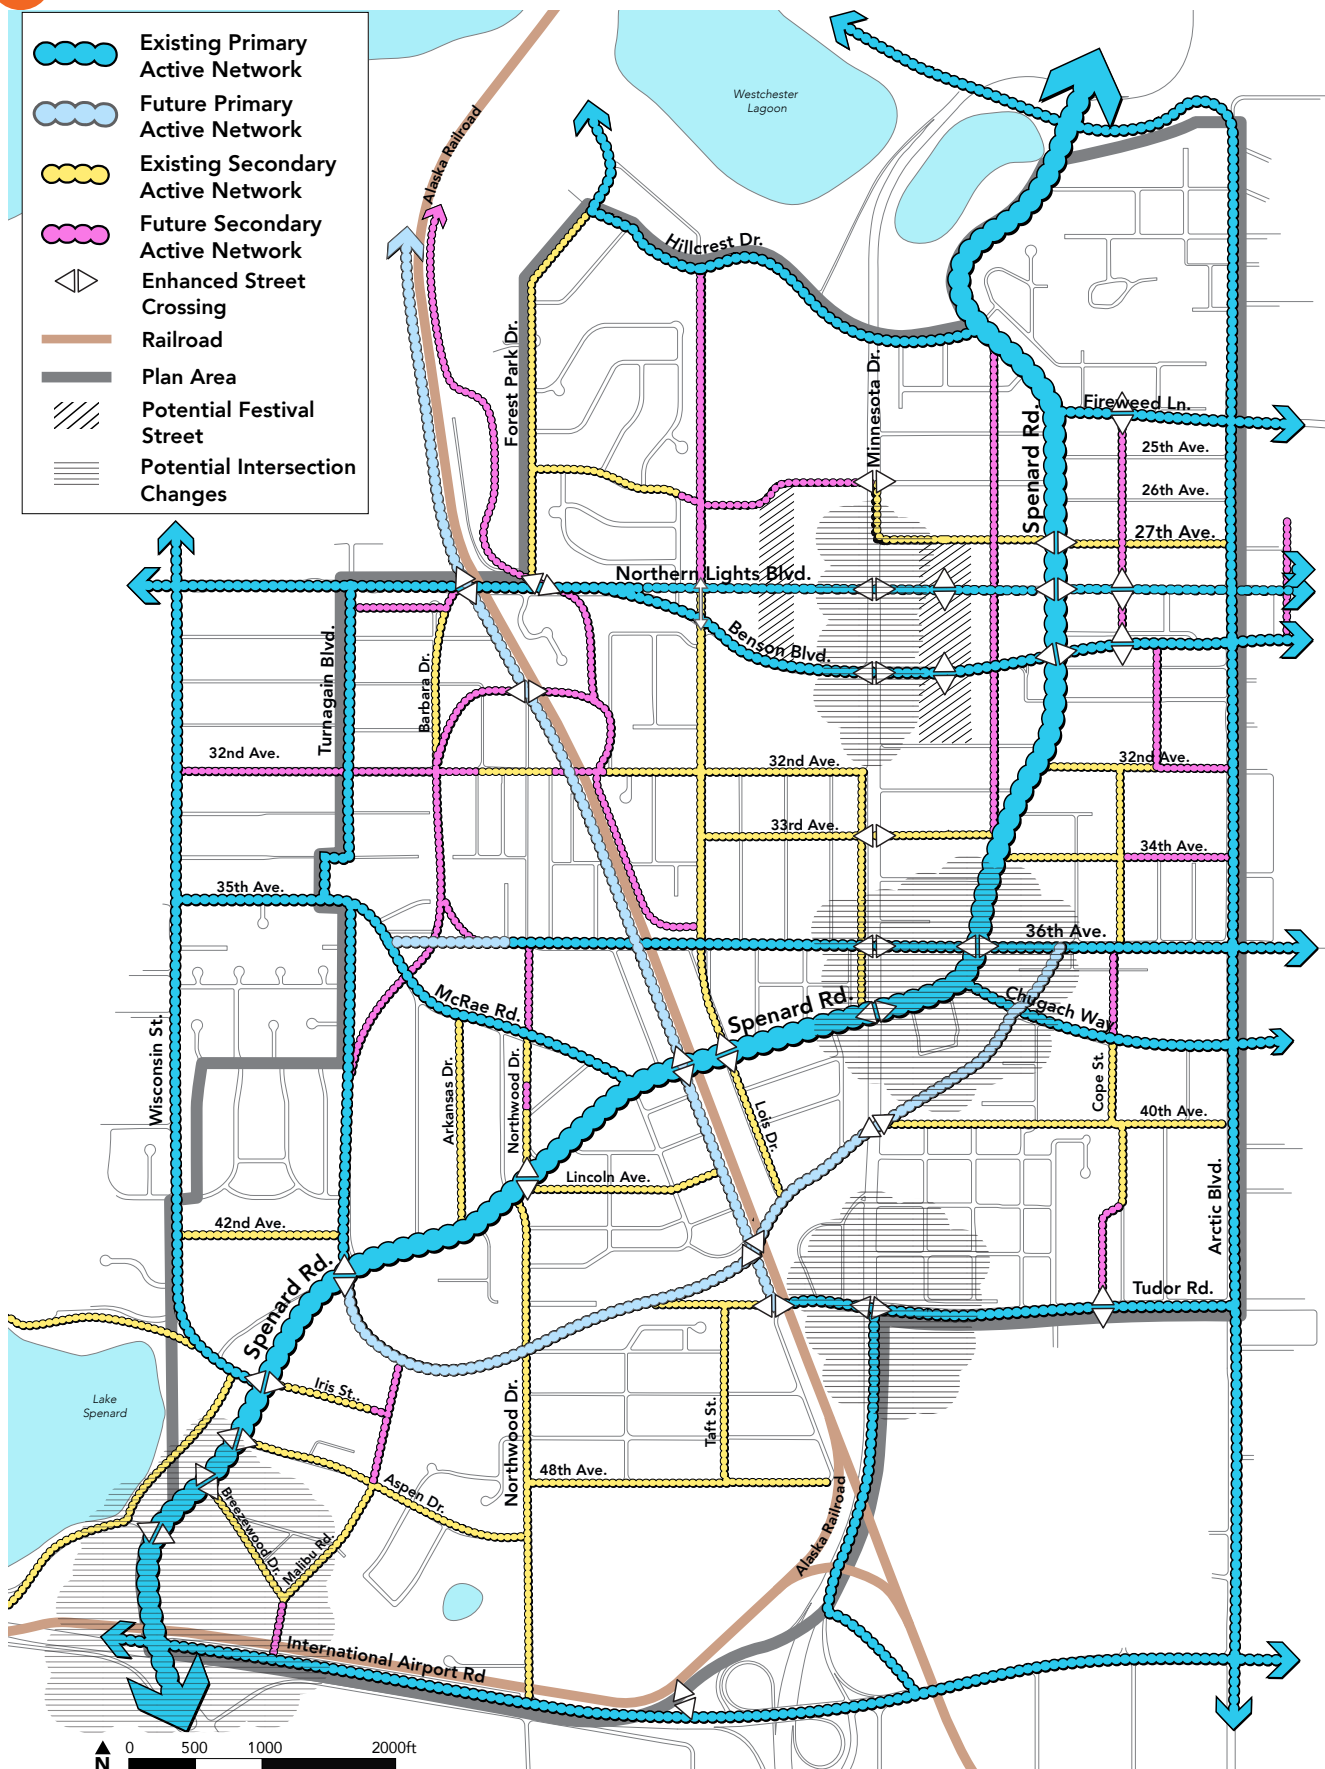 Existing Primary
Active Network
Future Primary
Active Network
Existing Secondary
Active Network
Future Secondary
Active Network
Enhanced Street
Crossing
Railroad
Plan Area
Potential Festival
Street
Potential Intersection
Changes
Westchester
Lagoon
Alaska Railroad
Hillcrest Dr.
Forest Park Dr.
Minnesota Dr.
Spenard Rd.
Fireweed Ln.
25th Ave.
26th Ave.
27th Ave.
Northern Lights Blvd.
Benson Blvd.
Turnagain Blvd.
Barbara Dr.
32nd Ave.
32nd Ave.
32nd Ave.
33rd Ave.
34th Ave.
35th Ave.
36th Ave.
McRae Rd.
Spenard Rd.
Chugach Way
Wisconsin St.
Arkansas Dr.
Northwood Dr.
Lois Dr.
Cope St.
40th Ave.
Lincoln Ave.
Arctic Blvd.
42nd Ave.
Spenard Rd.
Tudor Rd.
Lake
Spenard
Iris St.
Northwood Dr.
Taft St.
48th Ave.
Aspen Dr.
Breezewood Dr.
Malibu Rd.
Alaska Railroad
International Airport Rd
N
0 500 1000 2000ft